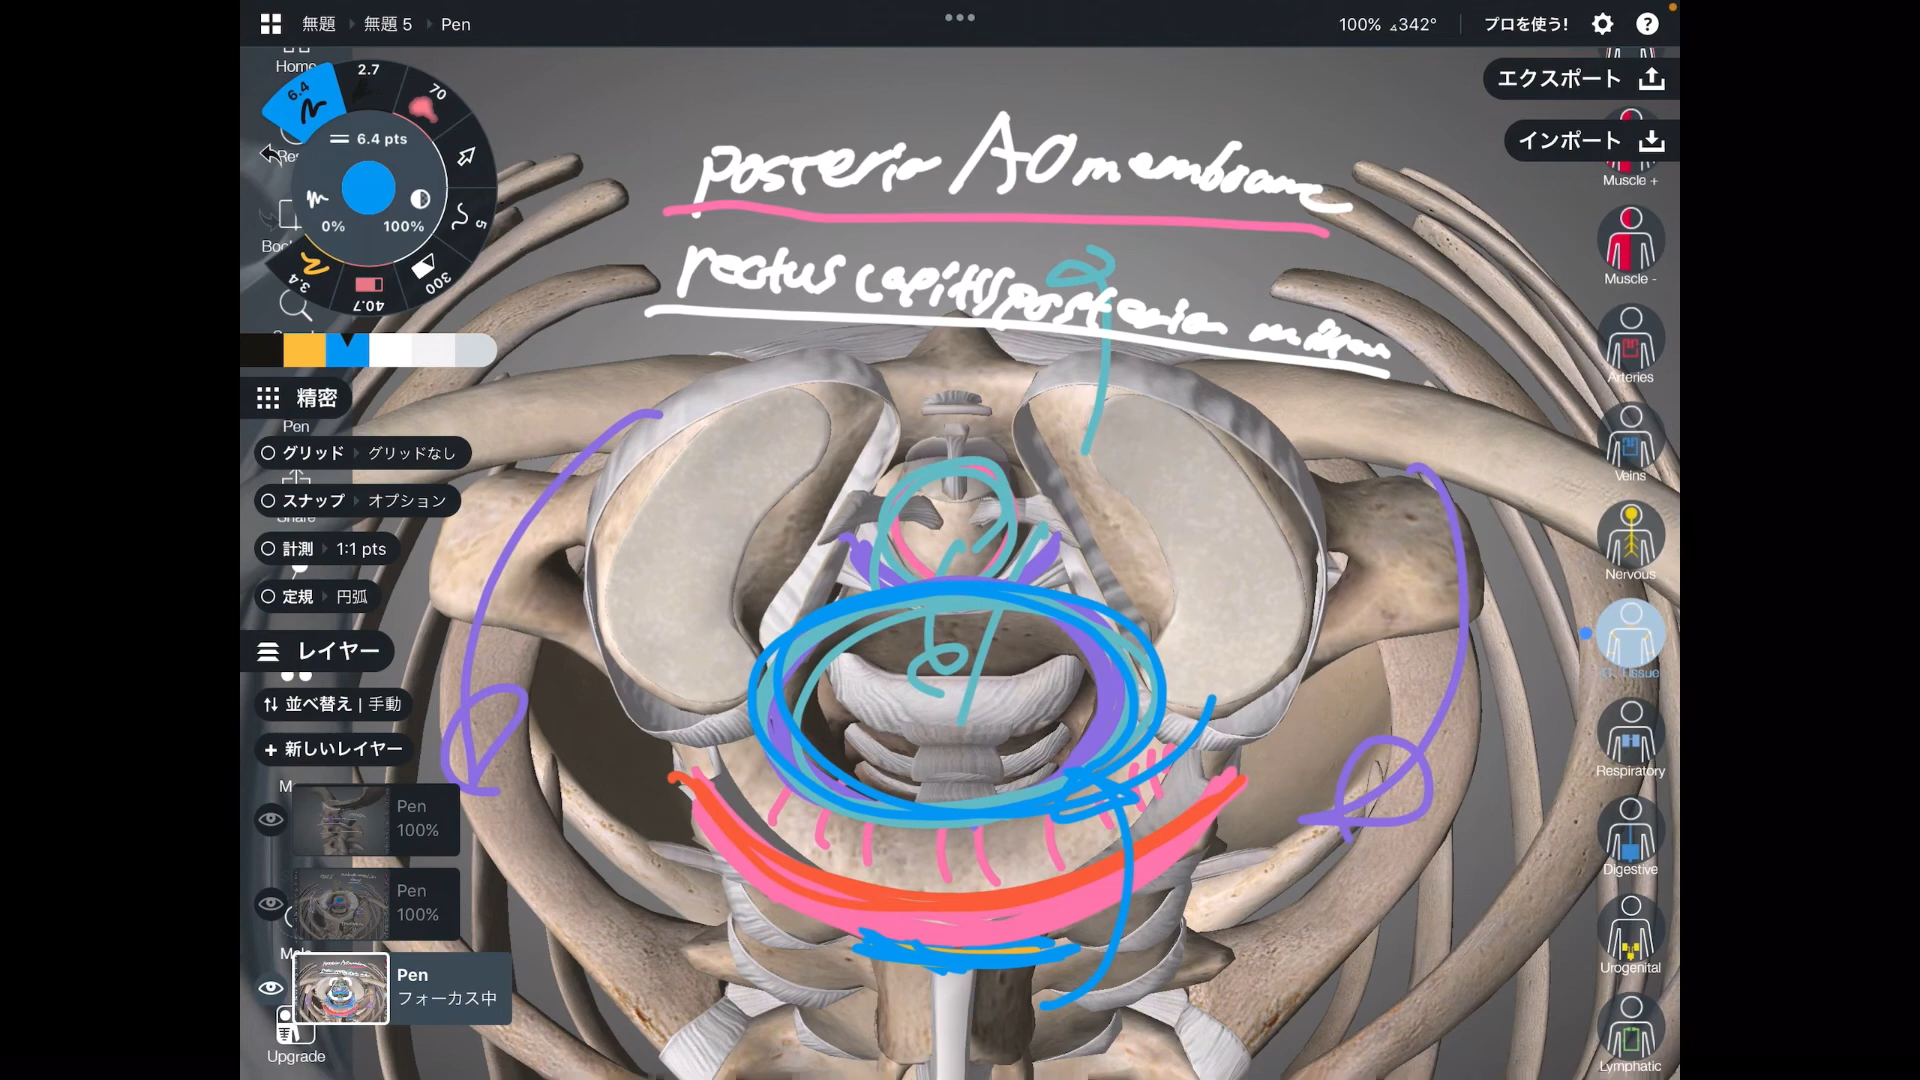 無題 無題 5 Pen
100% 342° プロを使う!
Home
2.7
6.4
70
6.4 pts
0% 100%
5
3.4
40.7
300
エクスポート
インポート
posterior AO membrane
rectus capitis posterior minor
精密
Pen
グリッド グリッドなし
スナップ オプション
Share
計測 1:1 pts
定規 円弧
レイヤー
並べ替え | 手動
+ 新しいレイヤー
Pen
100%
Pen
100%
Pen
フォーカス中
Upgrade
Muscle +
Muscle -
Arteries
Veins
Nervous
Respiratory
Digestive
Urogenital
Lymphatic